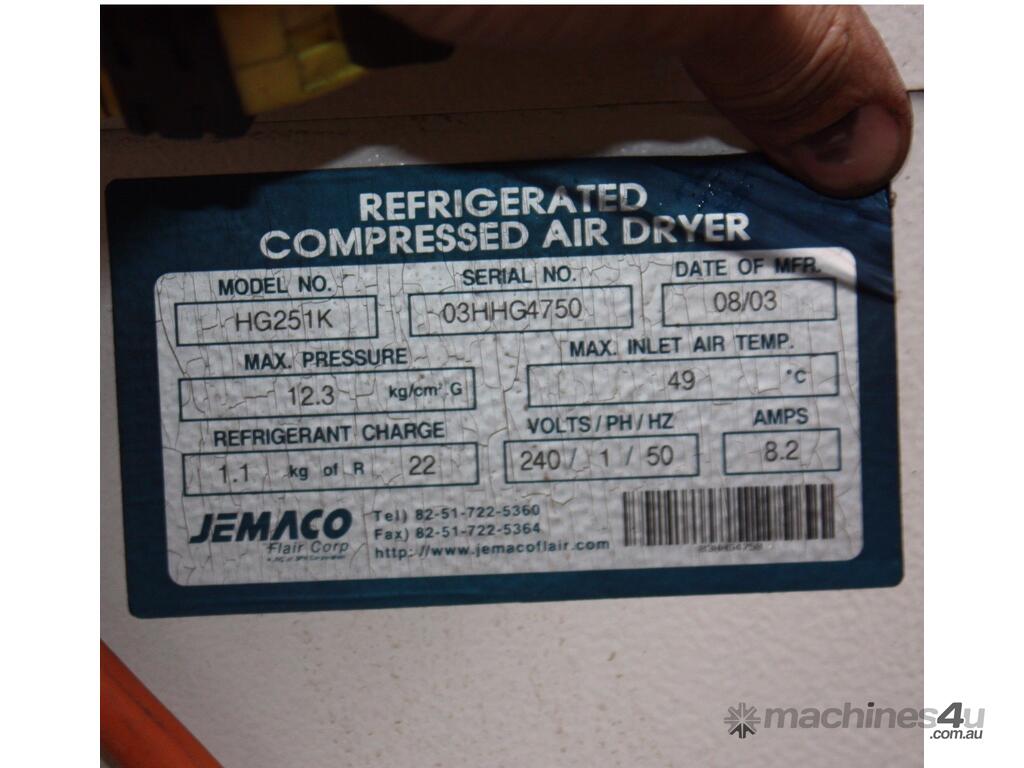 REFRIGERATED
COMPRESSED AIR DRYER
MODEL NO. SERIAL NO. DATE OF MFR.
HG251K 03HHG4750 08/03
MAX. PRESSURE MAX. INLET AIR TEMP.
12.3 kg/cm².G 49 °C
REFRIGERANT CHARGE VOLTS/PH/HZ AMPS
1.1 kg of R 22 240 / 1 / 50 8.2
JEMACO
Flair Corp
Tel) 82-51-722-5360
Fax) 82-51-722-5364
http://www.jemacoflair.com
machines4u
.com.au